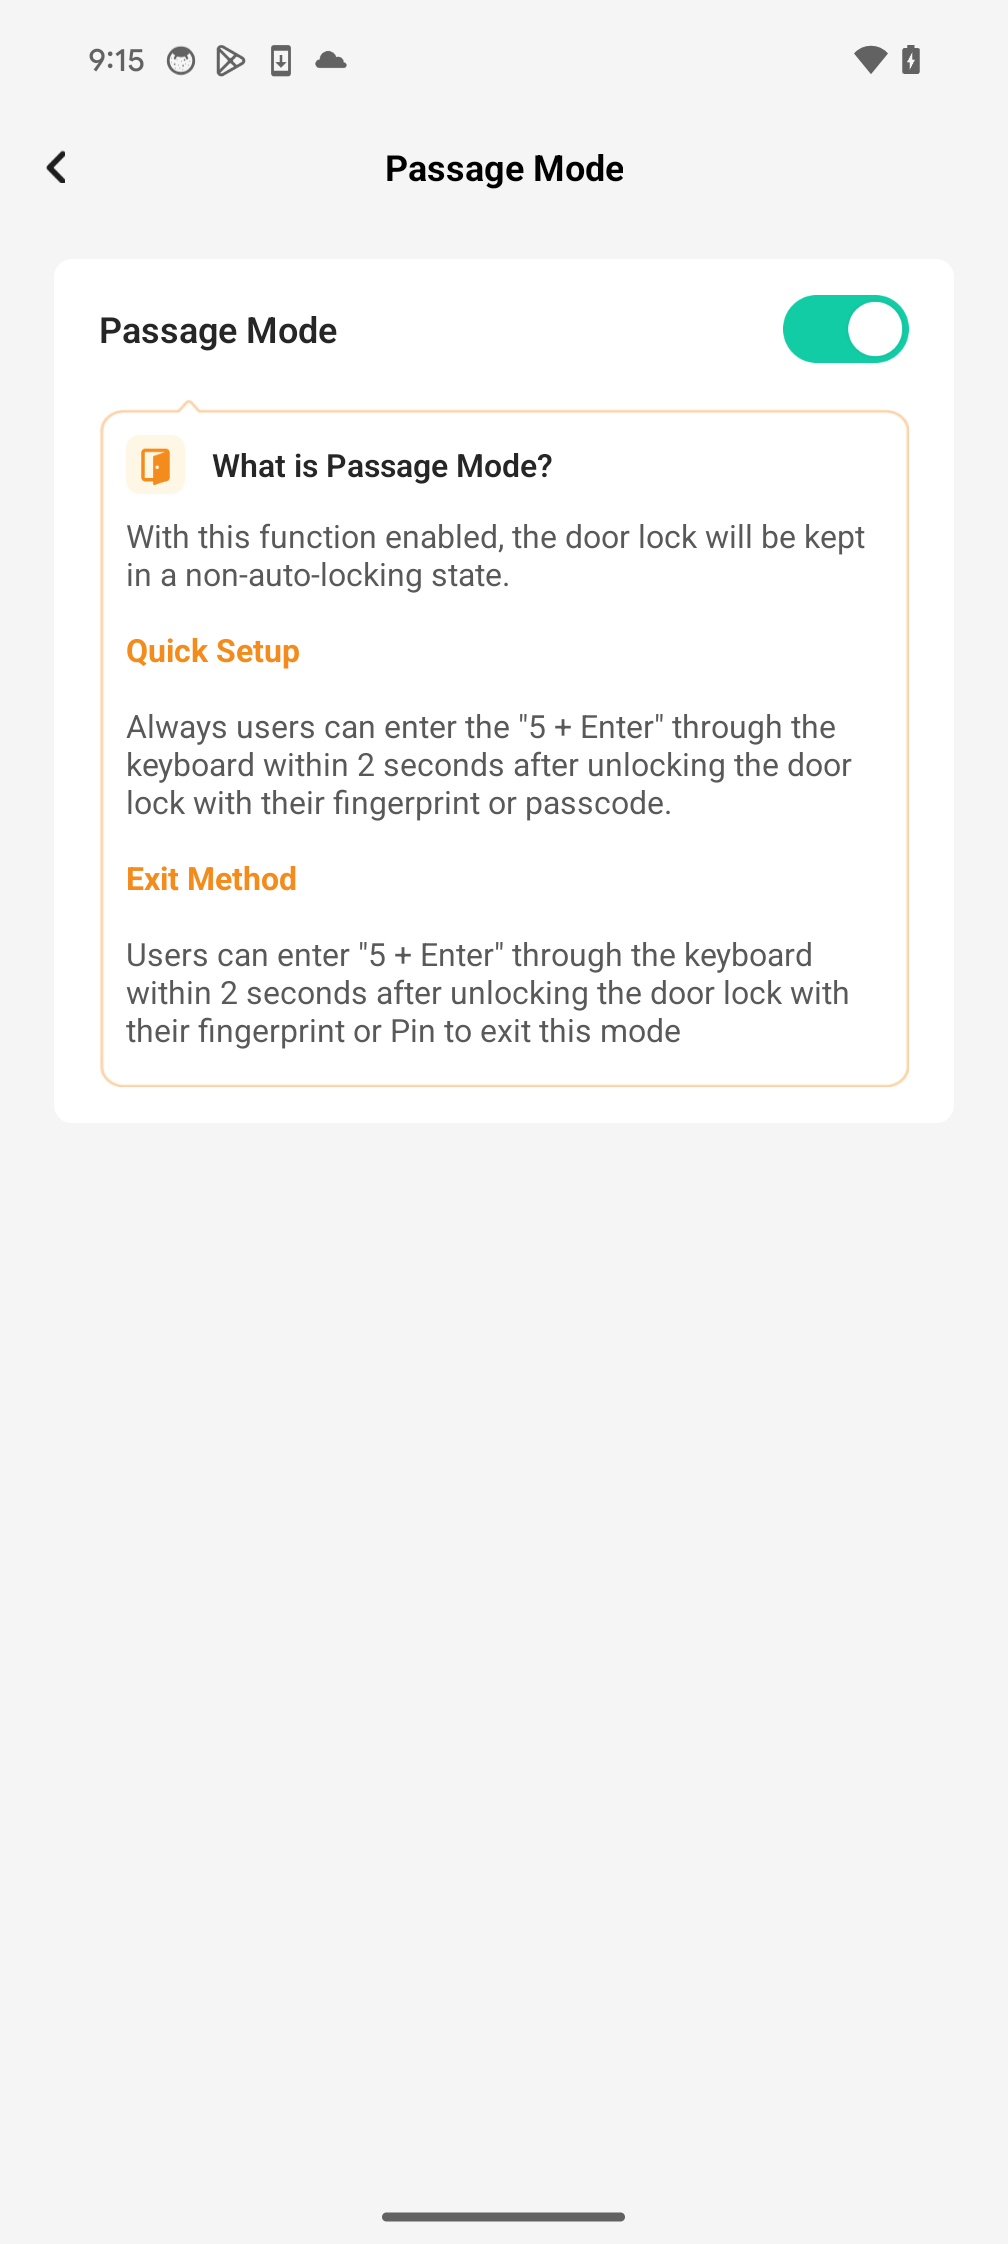 9:15
Passage Mode
Passage Mode
What is Passage Mode?
With this function enabled, the door lock will be kept
in a non-auto-locking state.
Quick Setup
Always users can enter the "5 + Enter" through the
keyboard within 2 seconds after unlocking the door
lock with their fingerprint or passcode.
Exit Method
Users can enter "5 + Enter" through the keyboard
within 2 seconds after unlocking the door lock with
their fingerprint or Pin to exit this mode